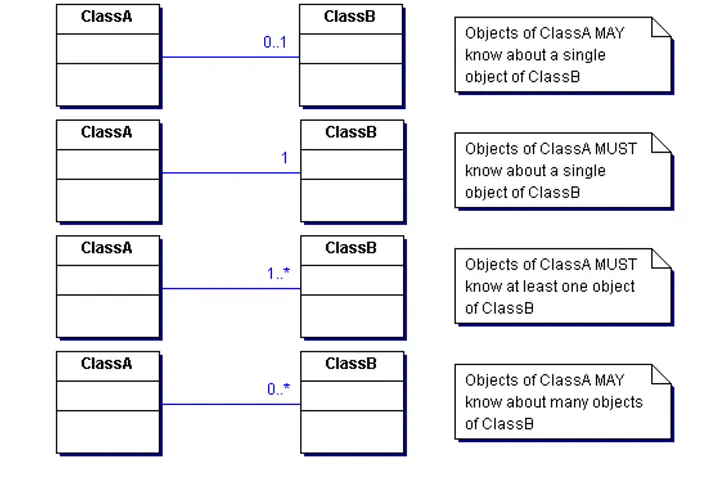 ClassA
ClassB
0..1
Objects of ClassA MAY
know about a single
object of ClassB
ClassA
ClassB
1
Objects of ClassA MUST
know about a single
object of ClassB
ClassA
ClassB
1..*
Objects of ClassA MUST
know at least one object
of ClassB
ClassA
ClassB
0..*
Objects of ClassA MAY
know about many objects
of ClassB